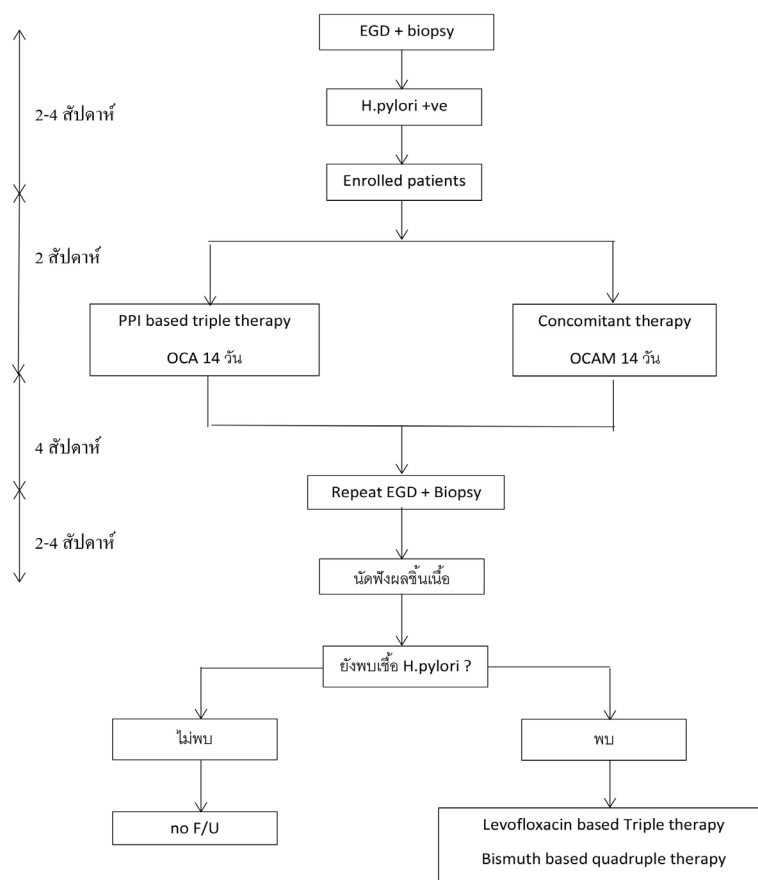 EGD + biopsy
2-4 สัปดาห์
H.pylori +ve
Enrolled patients
2 สัปดาห์
PPI based triple therapy
OCA 14 วัน
Concomitant therapy
OCAM 14 วัน
4 สัปดาห์
Repeat EGD + Biopsy
2-4 สัปดาห์
นัดฟังผลชิ้นเนื้อ
ยังพบเชื้อ H.pylori ?
ไม่พบ
พบ
no F/U
Levofloxacin based Triple therapy
Bismuth based quadruple therapy